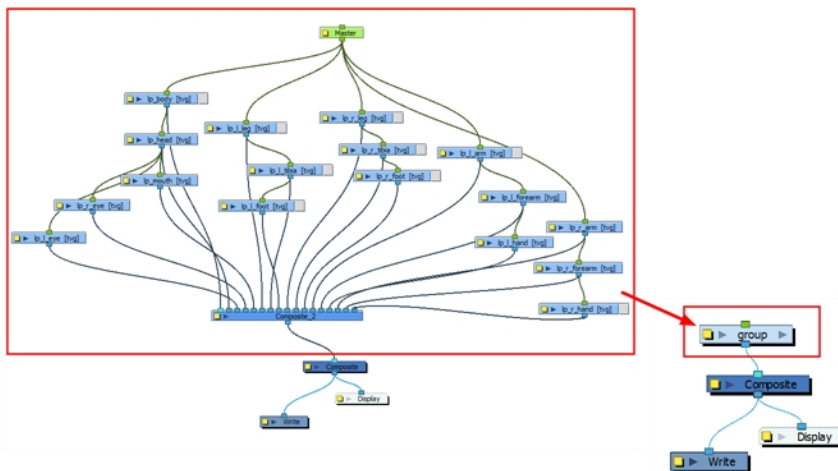 Master
lp_body [tvg]
lp_r_leg [tvg]
lp_l_leg [tvg]
lp_head [tvg]
lp_r_tibia [tvg]
lp_l_arm [tvg]
lp_l_tibia [tvg]
lp_r_foot [tvg]
lp_mouth [tvg]
lp_l_forearm [tvg]
lp_r_eye [tvg]
lp_l_foot [tvg]
lp_r_arm [tvg]
lp_l_eye [tvg]
lp_l_hand [tvg]
lp_r_forearm [tvg]
lp_r_hand [tvg]
Composite_2
group
Composite
Display
Write
Composite
Display
Write